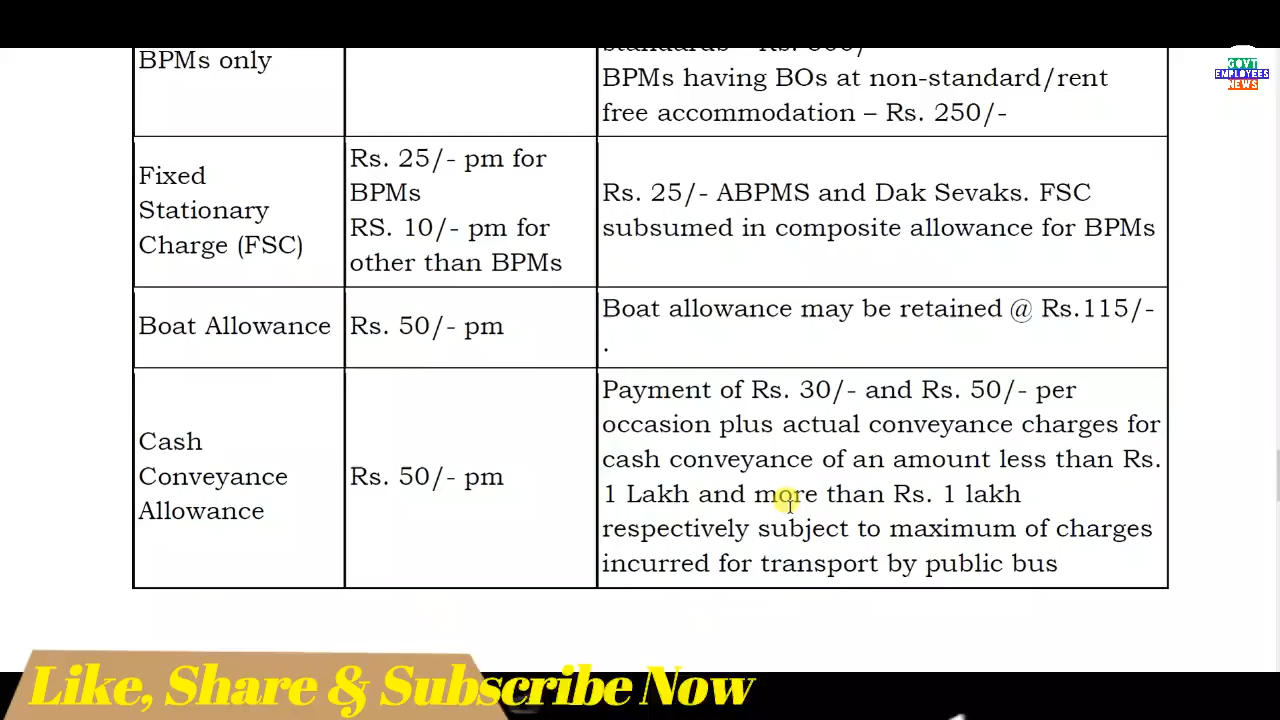 BPMs only
BPMs having BOs at non-standard/rent
free accommodation – Rs. 250/-
Fixed
Stationary
Charge (FSC)
Rs. 25/- pm for
BPMs
RS. 10/- pm for
other than BPMs
Rs. 25/- ABPMS and Dak Sevaks. FSC
subsumed in composite allowance for BPMs
Boat Allowance
Rs. 50/- pm
Boat allowance may be retained @ Rs.115/-
.
Cash
Conveyance
Allowance
Rs. 50/- pm
Payment of Rs. 30/- and Rs. 50/- per
occasion plus actual conveyance charges for
cash conveyance of an amount less than Rs.
1 Lakh and more than Rs. 1 lakh
respectively subject to maximum of charges
incurred for transport by public bus
GOVT
EMPLOYEES
NEWS
Like, Share & Subscribe Now